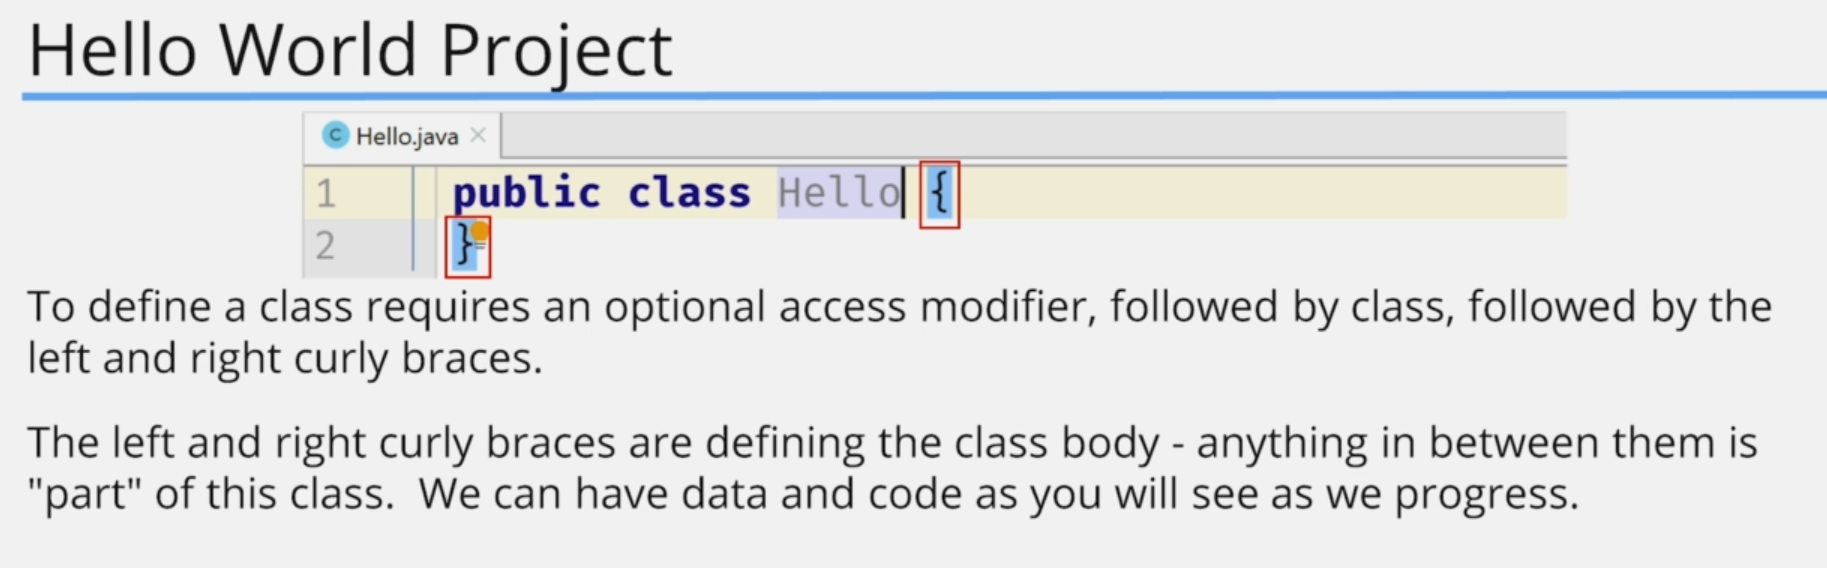 Hello World Project
Hello.java
1 public class Hello {
2 }
To define a class requires an optional access modifier, followed by class, followed by the
left and right curly braces.
The left and right curly braces are defining the class body - anything in between them is
"part" of this class.  We can have data and code as you will see as we progress.